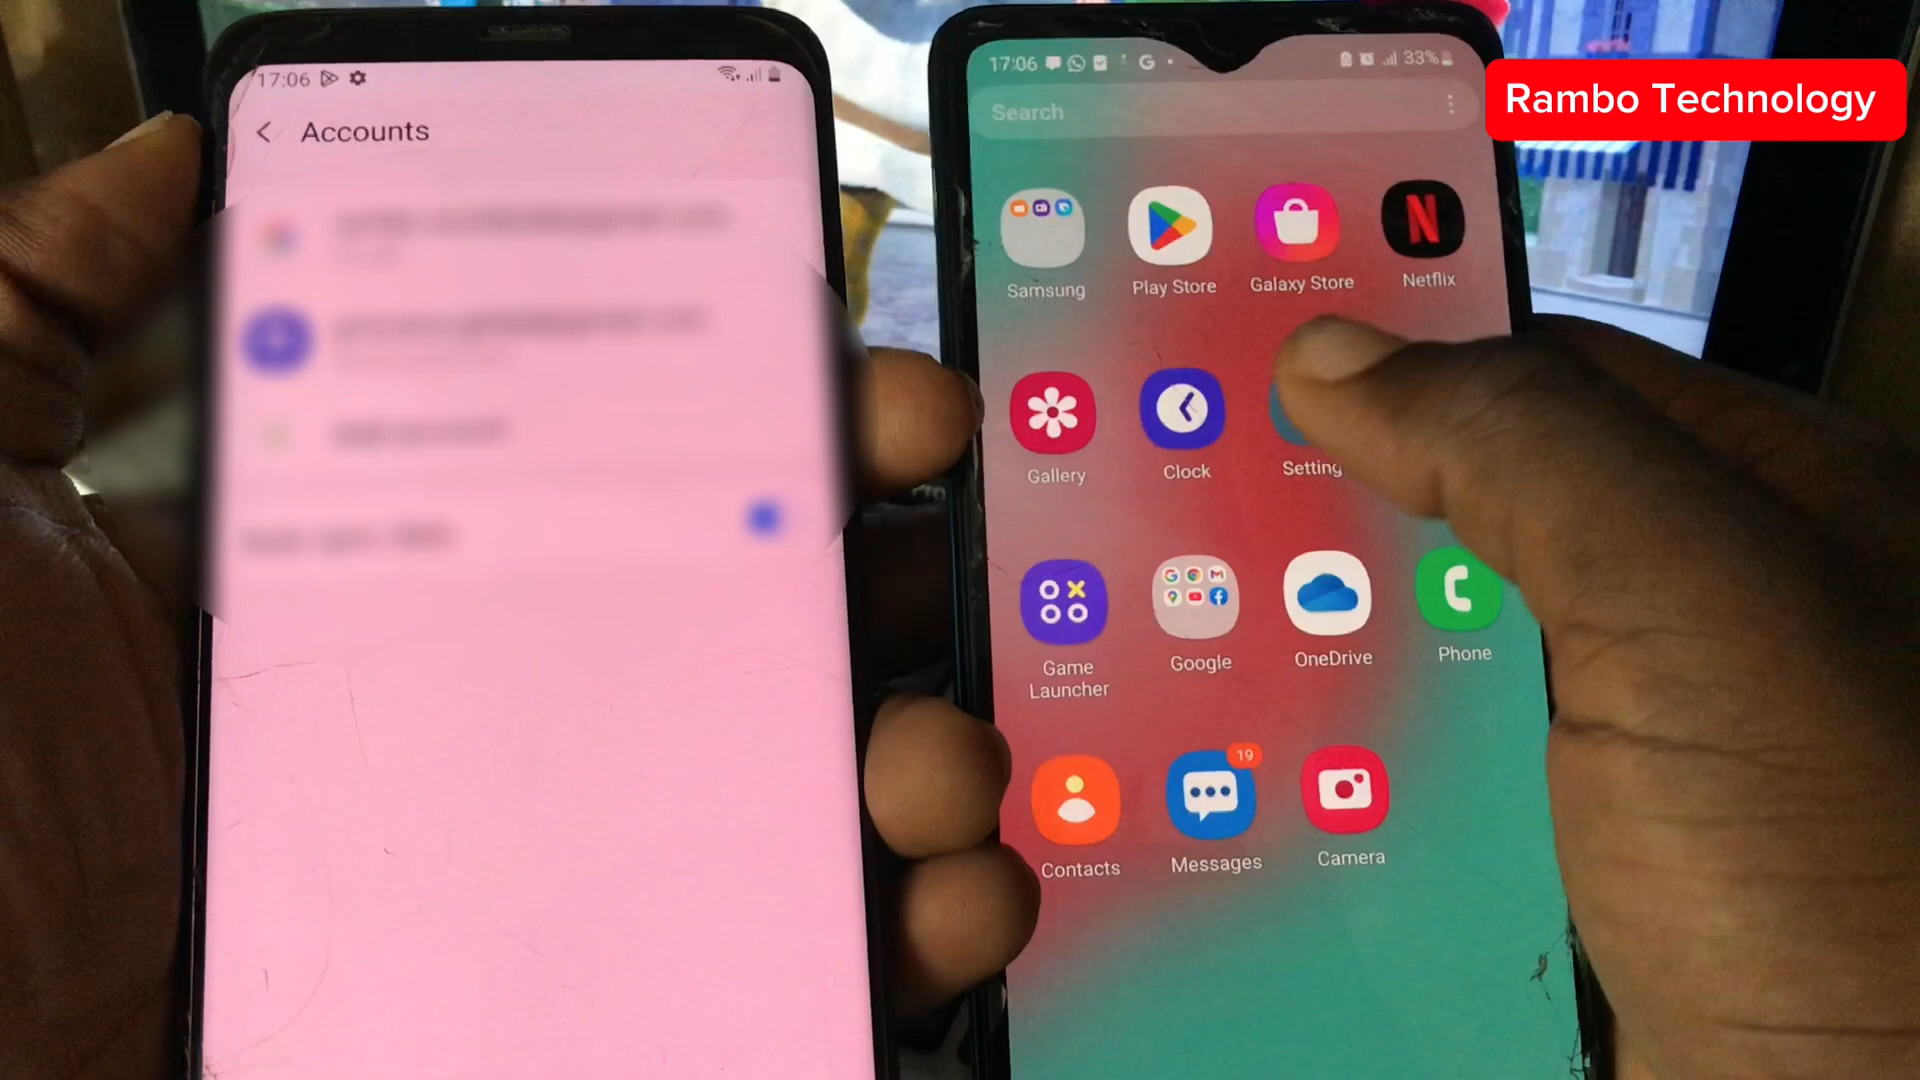 17:06
Accounts
17:06
G
33%
Rambo Technology
Search
Samsung
Play Store
Galaxy Store
Netflix
N
Gallery
Clock
Setting
Game
Launcher
Google
OneDrive
Phone
19
Contacts
Messages
Camera